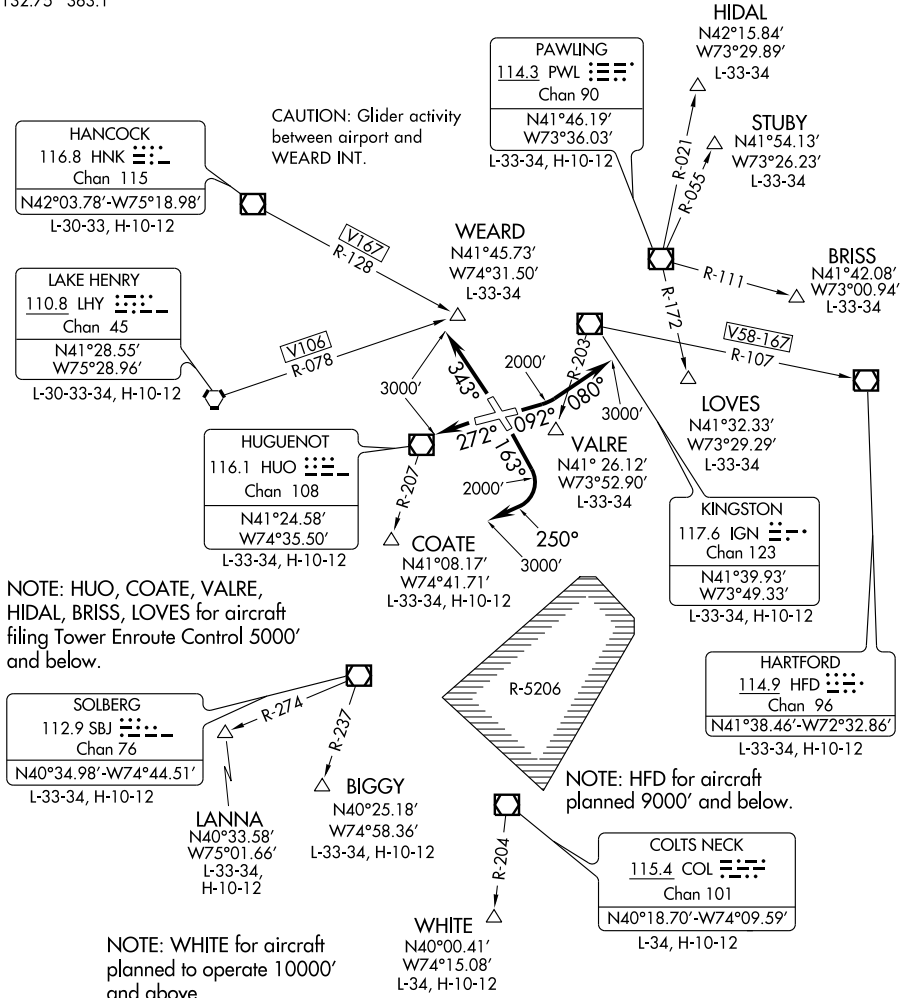 132.75 363.1
HIDAL
N42°15.84'
W73°29.89'
L-33-34
PAWLING
114.3 PWL
Chan 90
N41°46.19'
W73°36.03'
L-33-34, H-10-12
CAUTION: Glider activity
between airport and
WEARD INT.
HANCOCK
116.8 HNK
Chan 115
N42°03.78'-W75°18.98'
L-30-33, H-10-12
STUBY
N41°54.13'
W73°26.23'
L-33-34
R-021
R-055
V167
R-128
WEARD
N41°45.73'
W74°31.50'
L-33-34
BRISS
N41°42.08'
W73°00.94'
L-33-34
R-111
R-172
LAKE HENRY
110.8 LHY
Chan 45
N41°28.55'
W75°28.96'
L-30-33-34, H-10-12
V106
R-078
V58-167
R-107
R-203
2000'
3000'
343°
080°
3000'
092°
272°
163°
LOVES
N41°32.33'
W73°29.29'
L-33-34
HUGUENOT
116.1 HUO
Chan 108
N41°24.58'
W74°35.50'
L-33-34, H-10-12
VALRE
N41° 26.12'
W73°52.90'
L-33-34
R-207
2000'
250°
3000'
COATE
N41°08.17'
W74°41.71'
L-33-34, H-10-12
KINGSTON
117.6 IGN
Chan 123
N41°39.93'
W73°49.33'
L-33-34, H-10-12
NOTE: HUO, COATE, VALRE,
HIDAL, BRISS, LOVES for aircraft
filing Tower Enroute Control 5000'
and below.
R-5206
HARTFORD
114.9 HFD
Chan 96
N41°38.46'-W72°32.86'
L-33-34, H-10-12
SOLBERG
112.9 SBJ
Chan 76
N40°34.98'-W74°44.51'
L-33-34, H-10-12
R-274
R-237
LANNA
N40°33.58'
W75°01.66'
L-33-34,
H-10-12
BIGGY
N40°25.18'
W74°58.36'
L-33-34, H-10-12
NOTE: HFD for aircraft
planned 9000' and below.
R-204
COLTS NECK
115.4 COL
Chan 101
N40°18.70'-W74°09.59'
L-34, H-10-12
WHITE
N40°00.41'
W74°15.08'
L-34, H-10-12
NOTE: WHITE for aircraft
planned to operate 10000'
and above